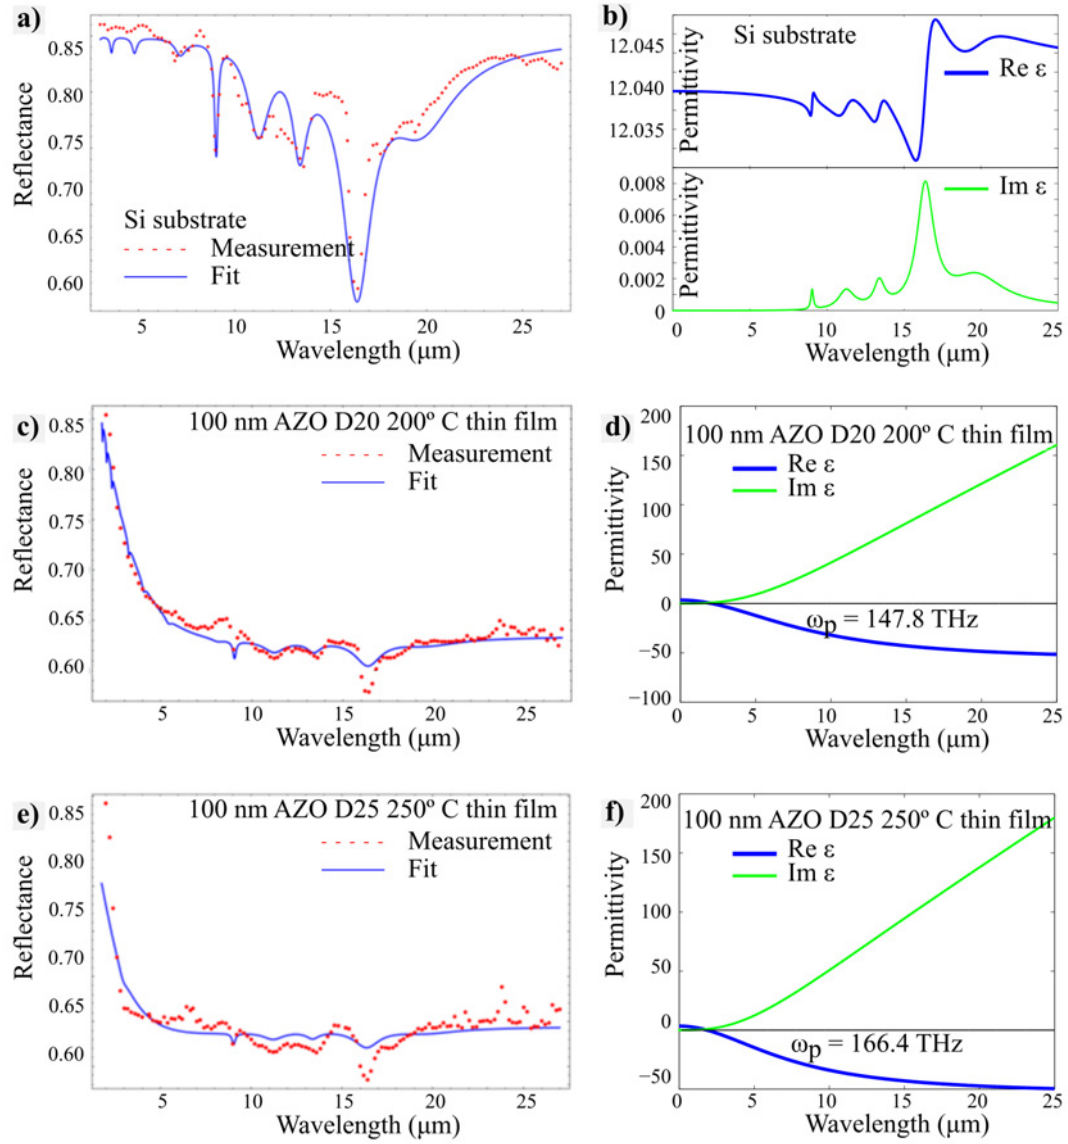 a)
0.85
0.80
0.75
0.70
0.65
0.60
Reflectance
Si substrate
Measurement
Fit
5 10 15 20 25
Wavelength (μm)
b)
Si substrate
Re ε
12.045
12.040
12.035
Permittivity
Im ε
0.008
0.006
0.004
0.002
0
Permittivity
0 5 10 15 20 25
Wavelength (μm)
c)
100 nm AZO D20 200º C thin film
Measurement
Fit
0.85
0.80
0.75
0.70
0.65
0.60
Reflectance
5 10 15 20 25
Wavelength (μm)
d)
100 nm AZO D20 200º C thin film
Re ε
Im ε
200
150
100
50
0
−50
−100
Permittivity
ωp = 147.8 THz
0 5 10 15 20 25
Wavelength (μm)
e)
100 nm AZO D25 250º C thin film
Measurement
Fit
0.85
0.80
0.75
0.70
0.65
0.60
Reflectance
5 10 15 20 25
Wavelength (μm)
f)
100 nm AZO D25 250º C thin film
Re ε
Im ε
200
150
100
50
0
−50
Permittivity
ωp = 166.4 THz
0 5 10 15 20 25
Wavelength (μm)